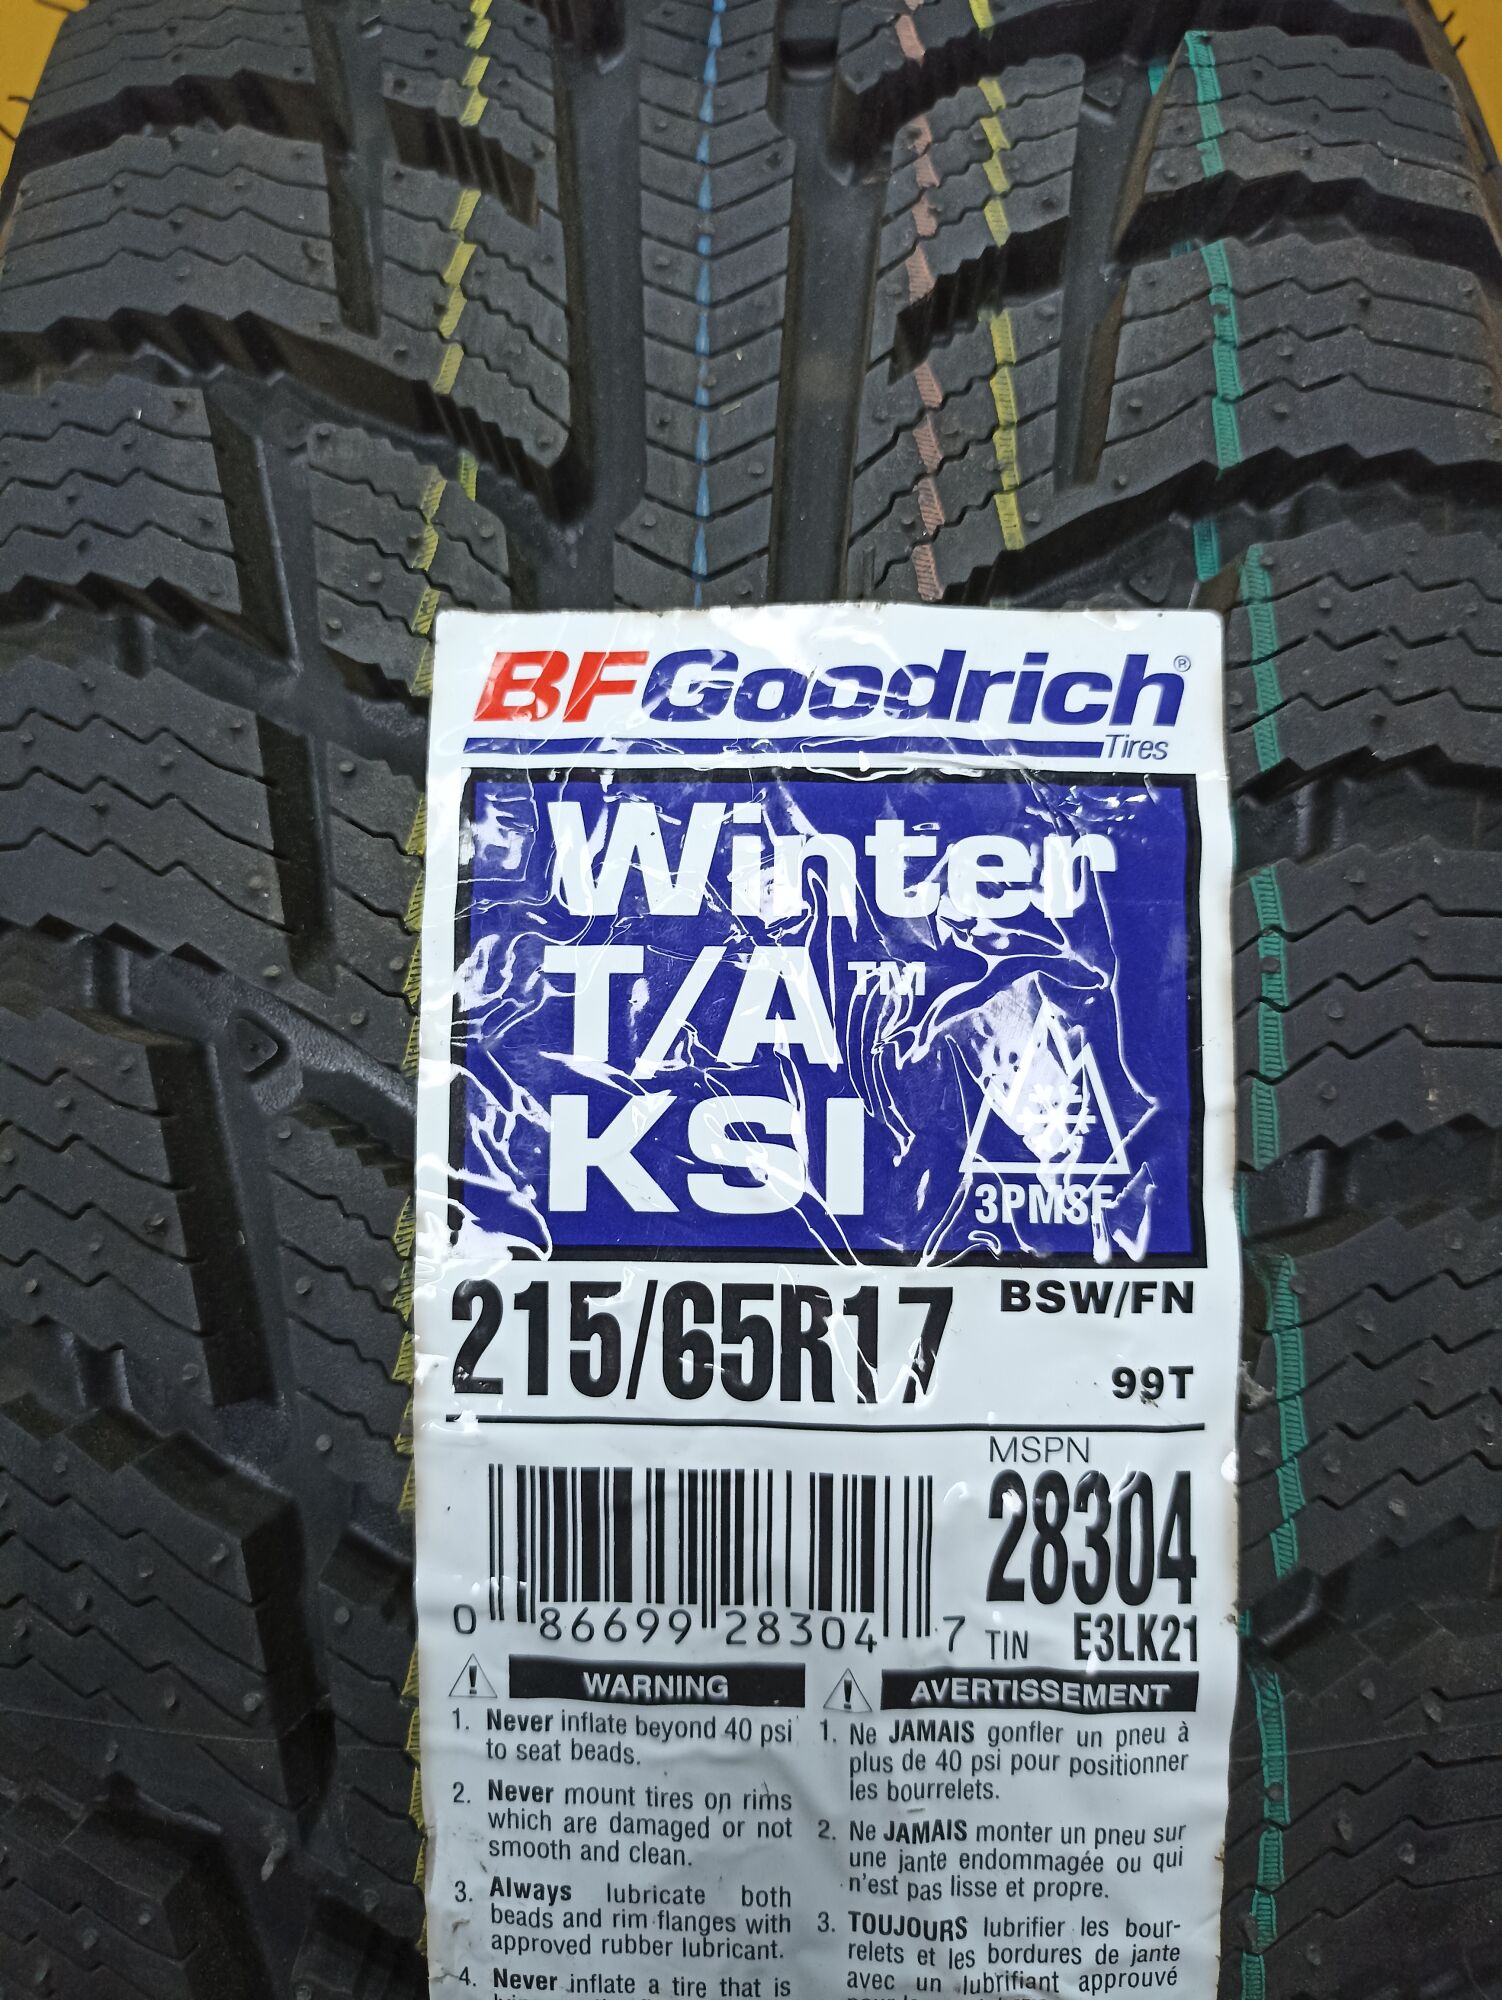 BFGoodrich®
Tires
Winter
T/A™
KSI
3PMSF
215/65R17 BSW/FN
99T
MSPN
28304
0 86699 28304 7
TIN E3LK21
WARNING
1. Never inflate beyond 40 psi
to seat beads.
2. Never mount tires on rims
which are damaged or not
smooth and clean.
3. Always lubricate both
beads and rim flanges with
approved rubber lubricant.
4. Never inflate a tire that is
AVERTISSEMENT
1. Ne JAMAIS gonfler un pneu à
plus de 40 psi pour positionner
les bourrelets.
2. Ne JAMAIS monter un pneu sur
une jante endommagée ou qui
n'est pas lisse et propre.
3. TOUJOURS lubrifier les bour-
relets et les bordures de jante
avec un lubrifiant approuvé